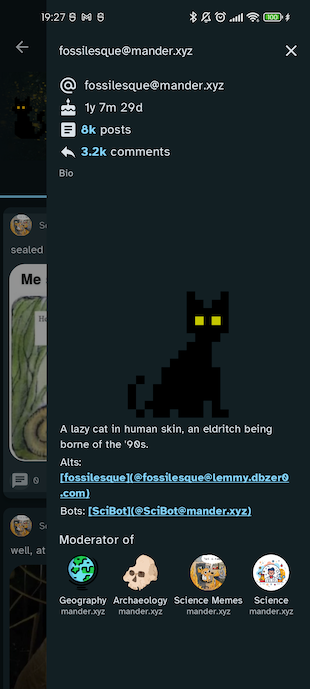 19:27
100
fossilesque@mander.xyz
fossilesque@mander.xyz
1y 7m 29d
8k posts
3.2k comments
Bio
sealed
Me
A lazy cat in human skin, an eldritch being
borne of the '90s.
Alts:
[fossilesque](@fossilesque@lemmy.dbzer0
.com)
Bots: [SciBot](@SciBot@mander.xyz)
0
well, at
Moderator of
Geography
mander.xyz
Archaeology
mander.xyz
Science Memes
mander.xyz
Science
mander.xyz